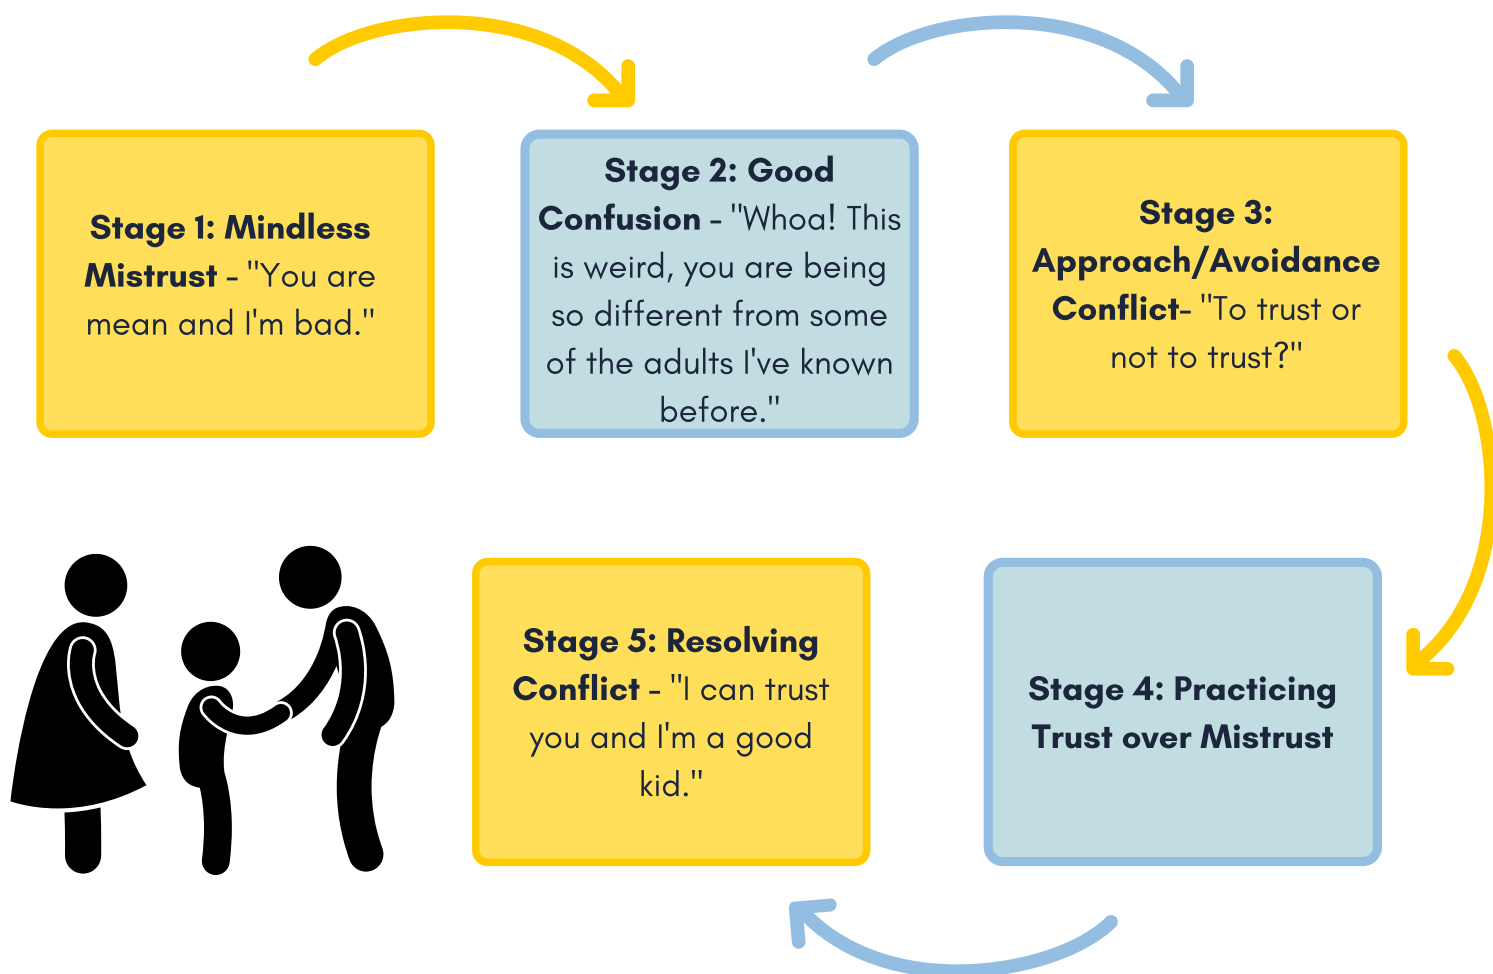 Stage 1: Mindless
Mistrust - "You are
mean and I'm bad."
Stage 2: Good
Confusion - "Whoa! This
is weird, you are being
so different from some
of the adults I've known
before."
Stage 3:
Approach/Avoidance
Conflict- "To trust or
not to trust?"
Stage 4: Practicing
Trust over Mistrust
Stage 5: Resolving
Conflict - "I can trust
you and I'm a good
kid."